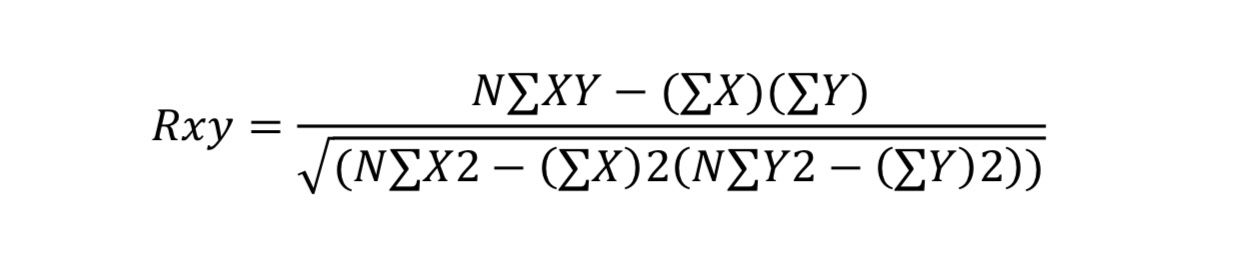 Rxy = N∑XY − (∑X)(∑Y) / √(N∑X2 − (∑X)2(N∑Y2 − (∑Y)2))